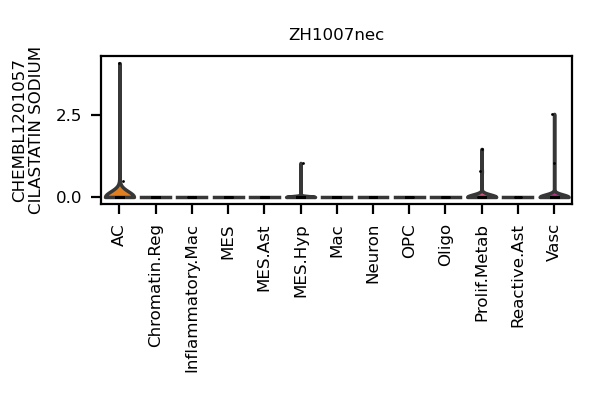 ZH1007nec
CHEMBL1201057
CILASTATIN SODIUM
2.5
0.0
AC
Chromatin.Reg
Inflammatory.Mac
MES
MES.Ast
MES.Hyp
Mac
Neuron
OPC
Oligo
Prolif.Metab
Reactive.Ast
Vasc